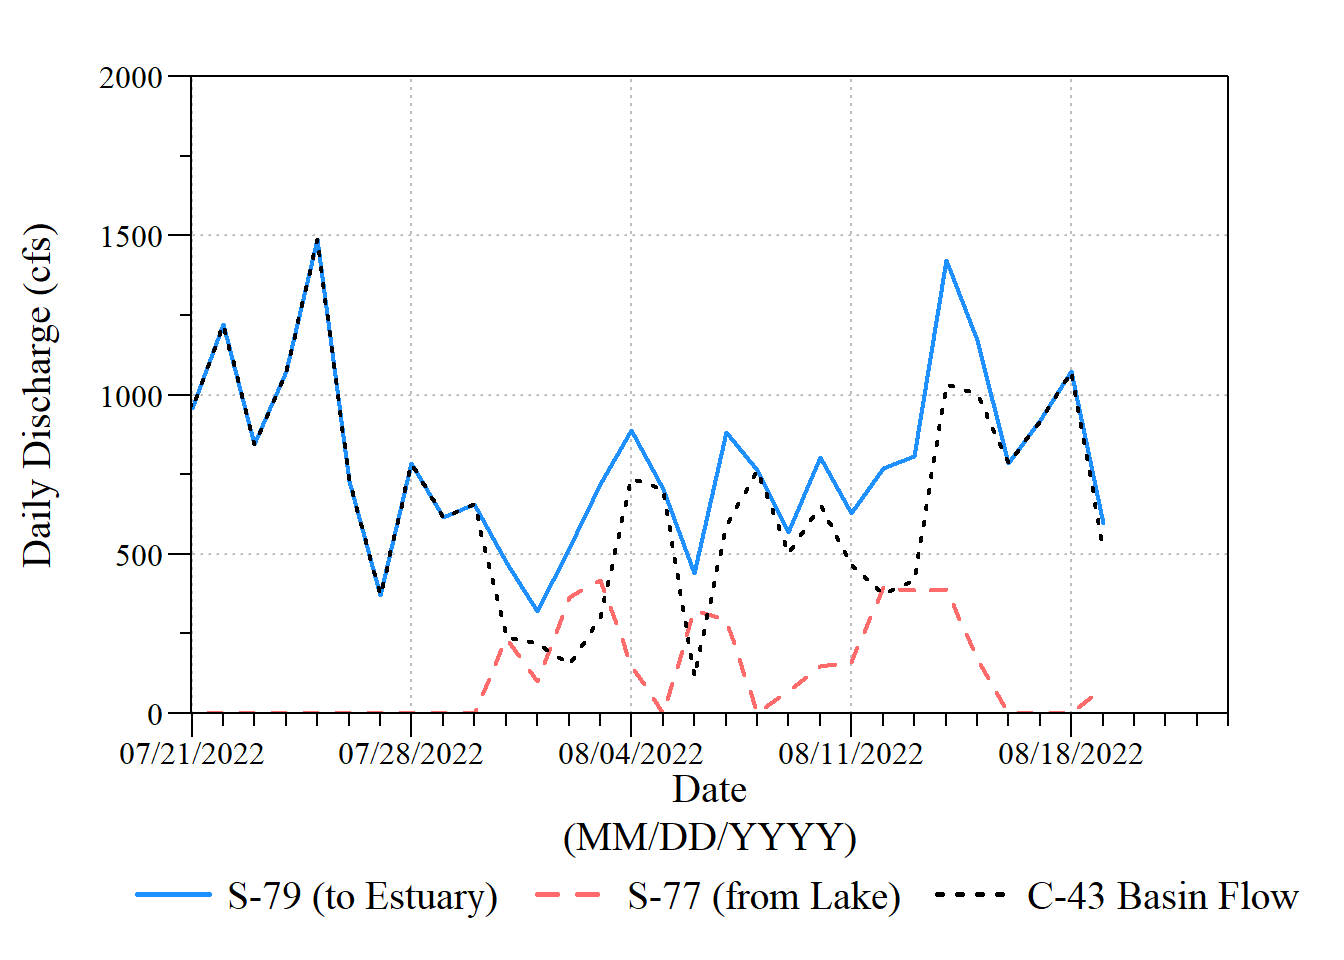 2000
1500
1000
500
0
Daily Discharge (cfs)
07/21/2022 07/28/2022 08/04/2022 08/11/2022 08/18/2022
Date
(MM/DD/YYYY)
S-79 (to Estuary) S-77 (from Lake) C-43 Basin Flow